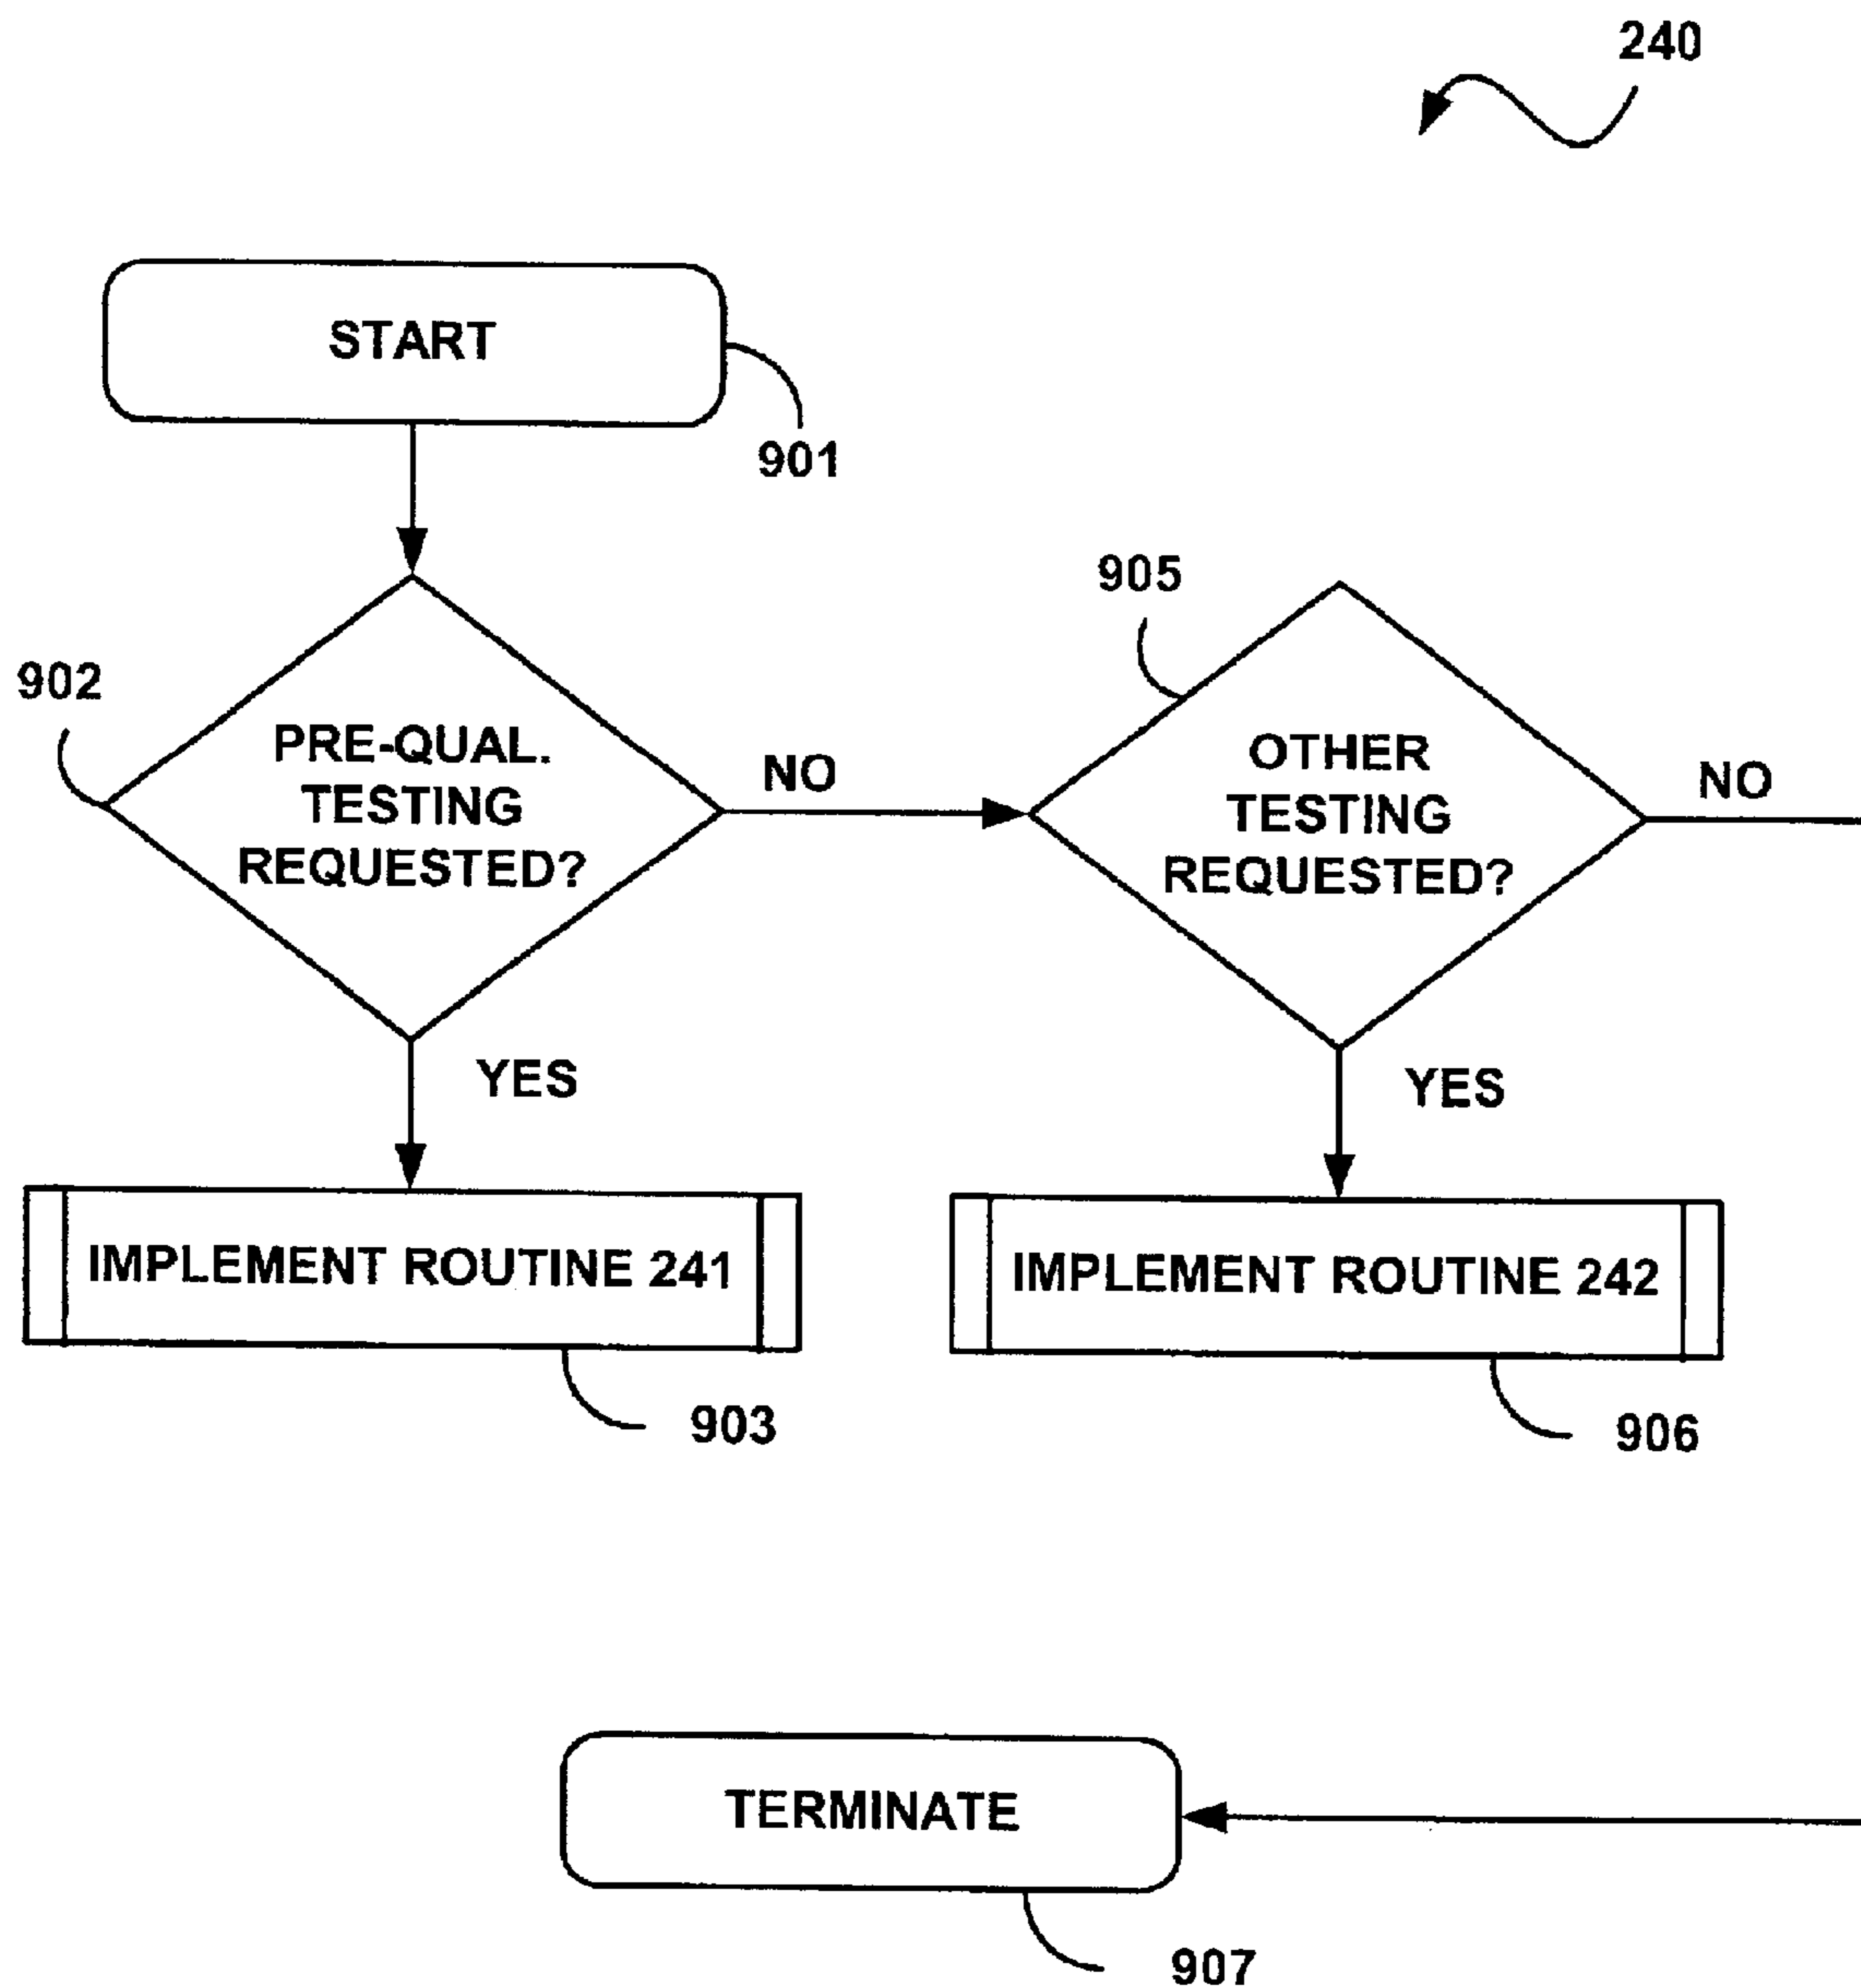 240
START
901
902
PRE-QUAL.
TESTING
REQUESTED?
NO
905
OTHER
TESTING
REQUESTED?
NO
YES
YES
IMPLEMENT ROUTINE 241
IMPLEMENT ROUTINE 242
903
906
TERMINATE
907